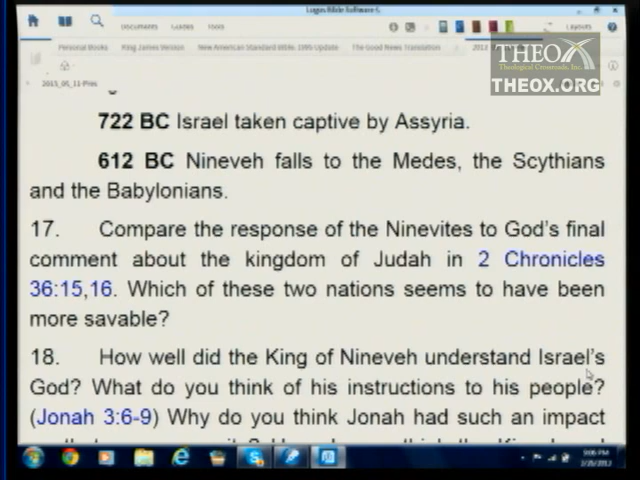 Logos Bible Software 5
Documents Guides Tools Layouts
Personal Books King James Version New American Standard Bible: 1995 Update The Good News Translation 2013
THEOX
Theological Crossroads, Inc.
THEOX.ORG
2013_05_11-Pres
722 BC Israel taken captive by Assyria.
612 BC Nineveh falls to the Medes, the Scythians
and the Babylonians.
17. Compare the response of the Ninevites to God's final
comment about the kingdom of Judah in 2 Chronicles
36:15,16. Which of these two nations seems to have been
more savable?
18. How well did the King of Nineveh understand Israel's
God? What do you think of his instructions to his people?
(Jonah 3:6-9) Why do you think Jonah had such an impact